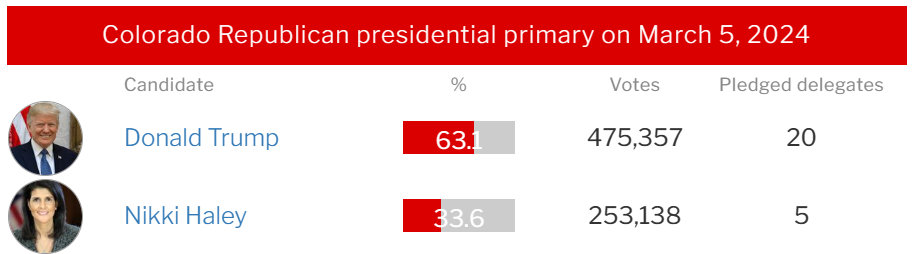 Colorado Republican presidential primary on March 5, 2024
Candidate % Votes Pledged delegates
Donald Trump 63.1 475,357 20
Nikki Haley 33.6 253,138 5